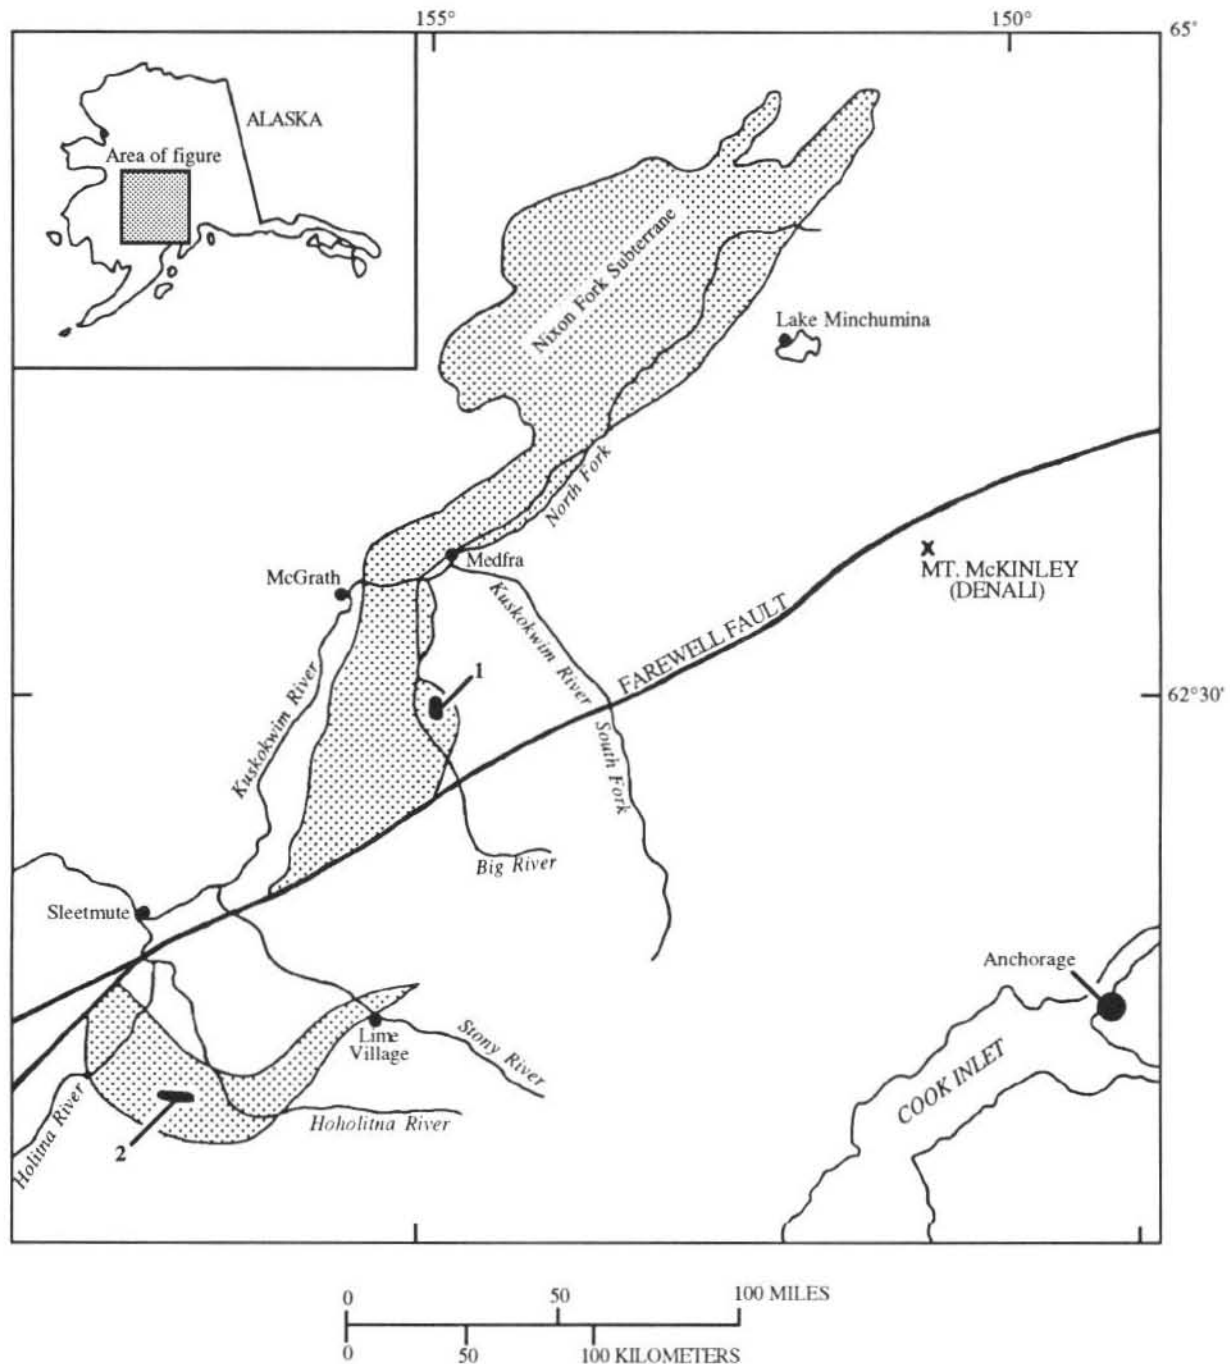 155°
150°
65°
ALASKA
Area of figure
Nixon Fork Subterrane
Lake Minchumina
North Fork
McGrath
Medfra
x
MT. McKINLEY
(DENALI)
Kuskokwim River
South Fork
FAREWELL FAULT
1
62°30'
Kuskokwim River
Big River
Sleetmute
Anchorage
Lime
Village
Stony River
COOK INLET
Holitna River
Hoholitna River
2
0
50
100 MILES
0
50
100 KILOMETERS